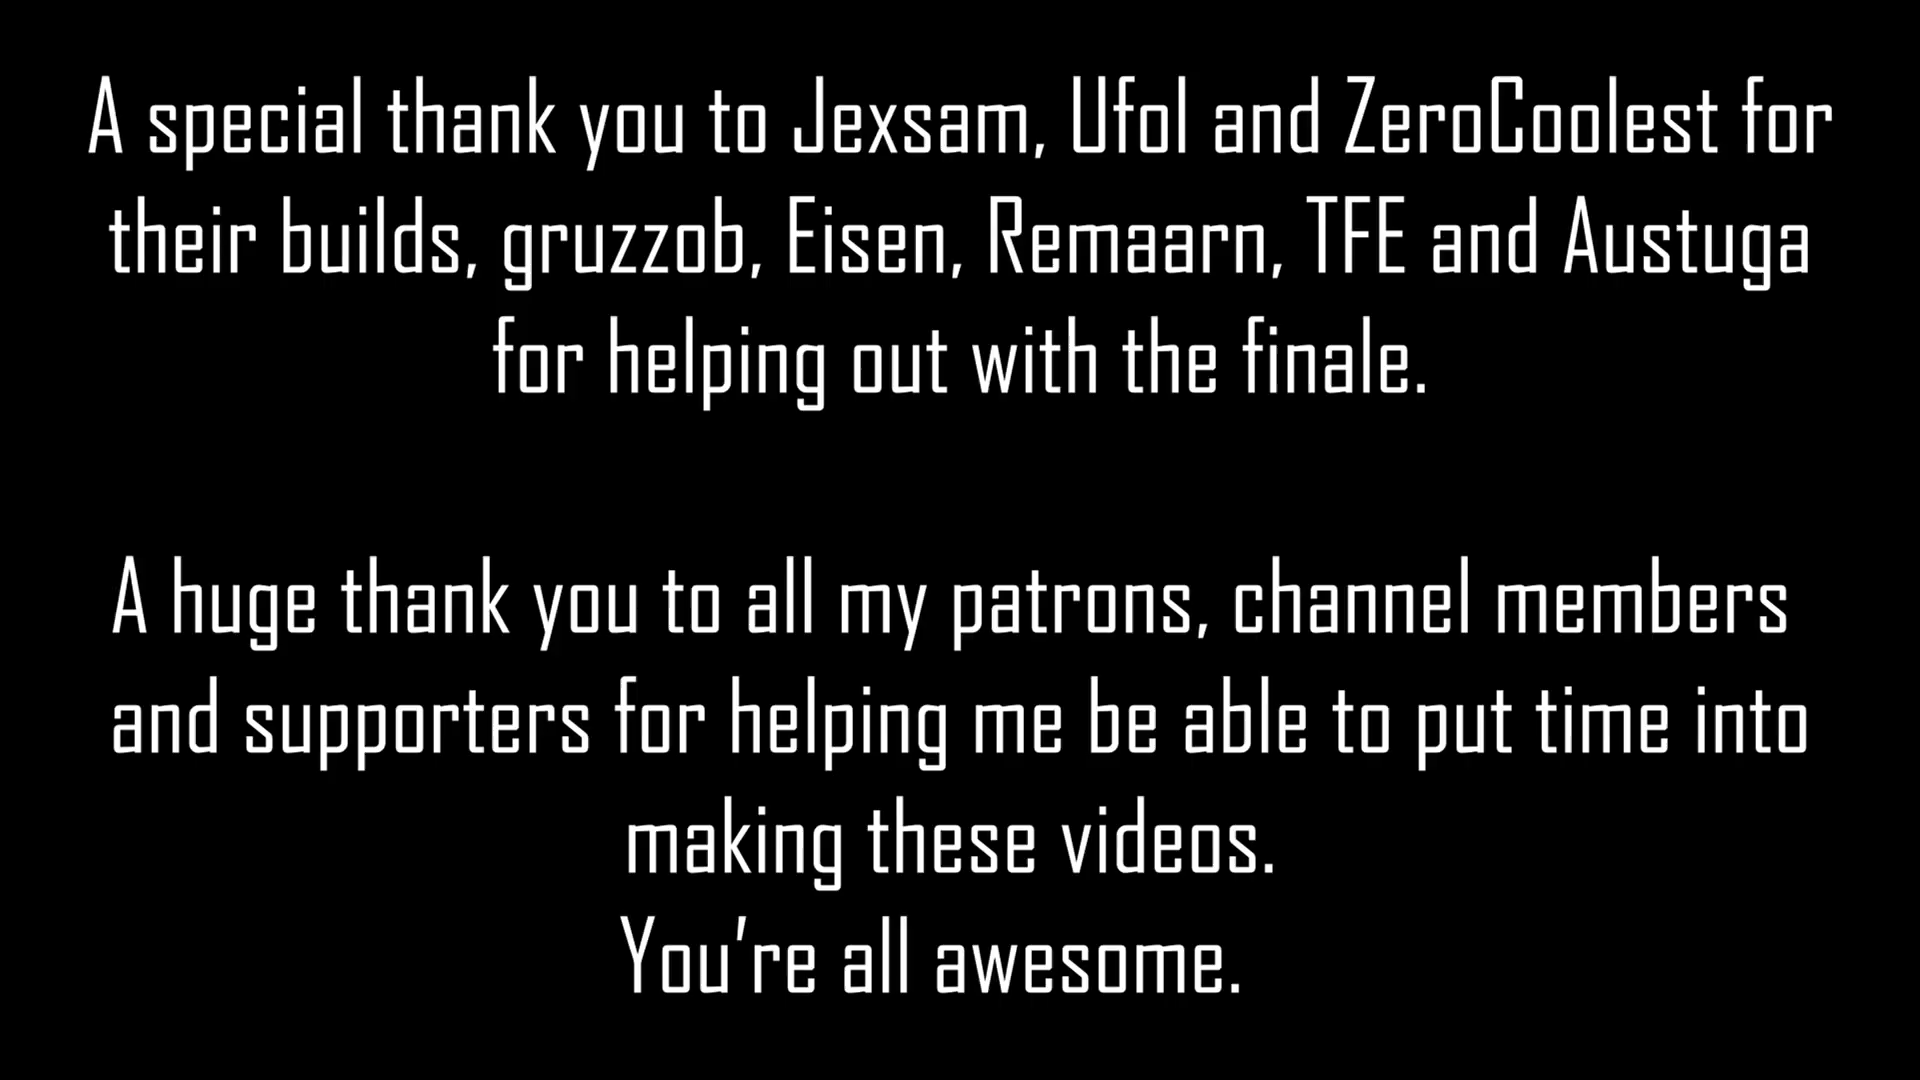 A special thank you to Jexsam, Ufol and ZeroCoolest for
their builds, gruzzob, Eisen, Remaarn, TFE and Austuga
for helping out with the finale.
A huge thank you to all my patrons, channel members
and supporters for helping me be able to put time into
making these videos.
You're all awesome.